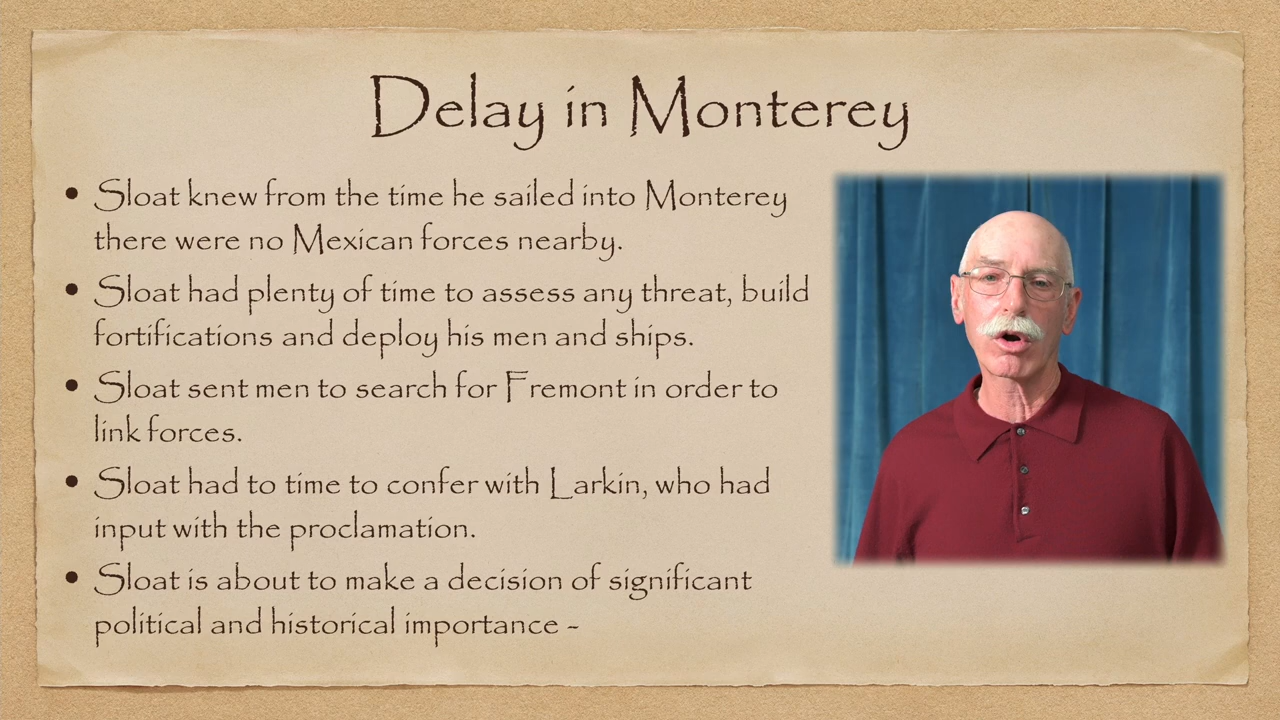 Delay in Monterey
• Sloat knew from the time he sailed into Monterey
there were no Mexican forces nearby.
• Sloat had plenty of time to assess any threat, build
fortifications and deploy his men and ships.
• Sloat sent men to search for Fremont in order to
link forces.
• Sloat had to time to confer with Larkin, who had
input with the proclamation.
• Sloat is about to make a decision of significant
political and historical importance -